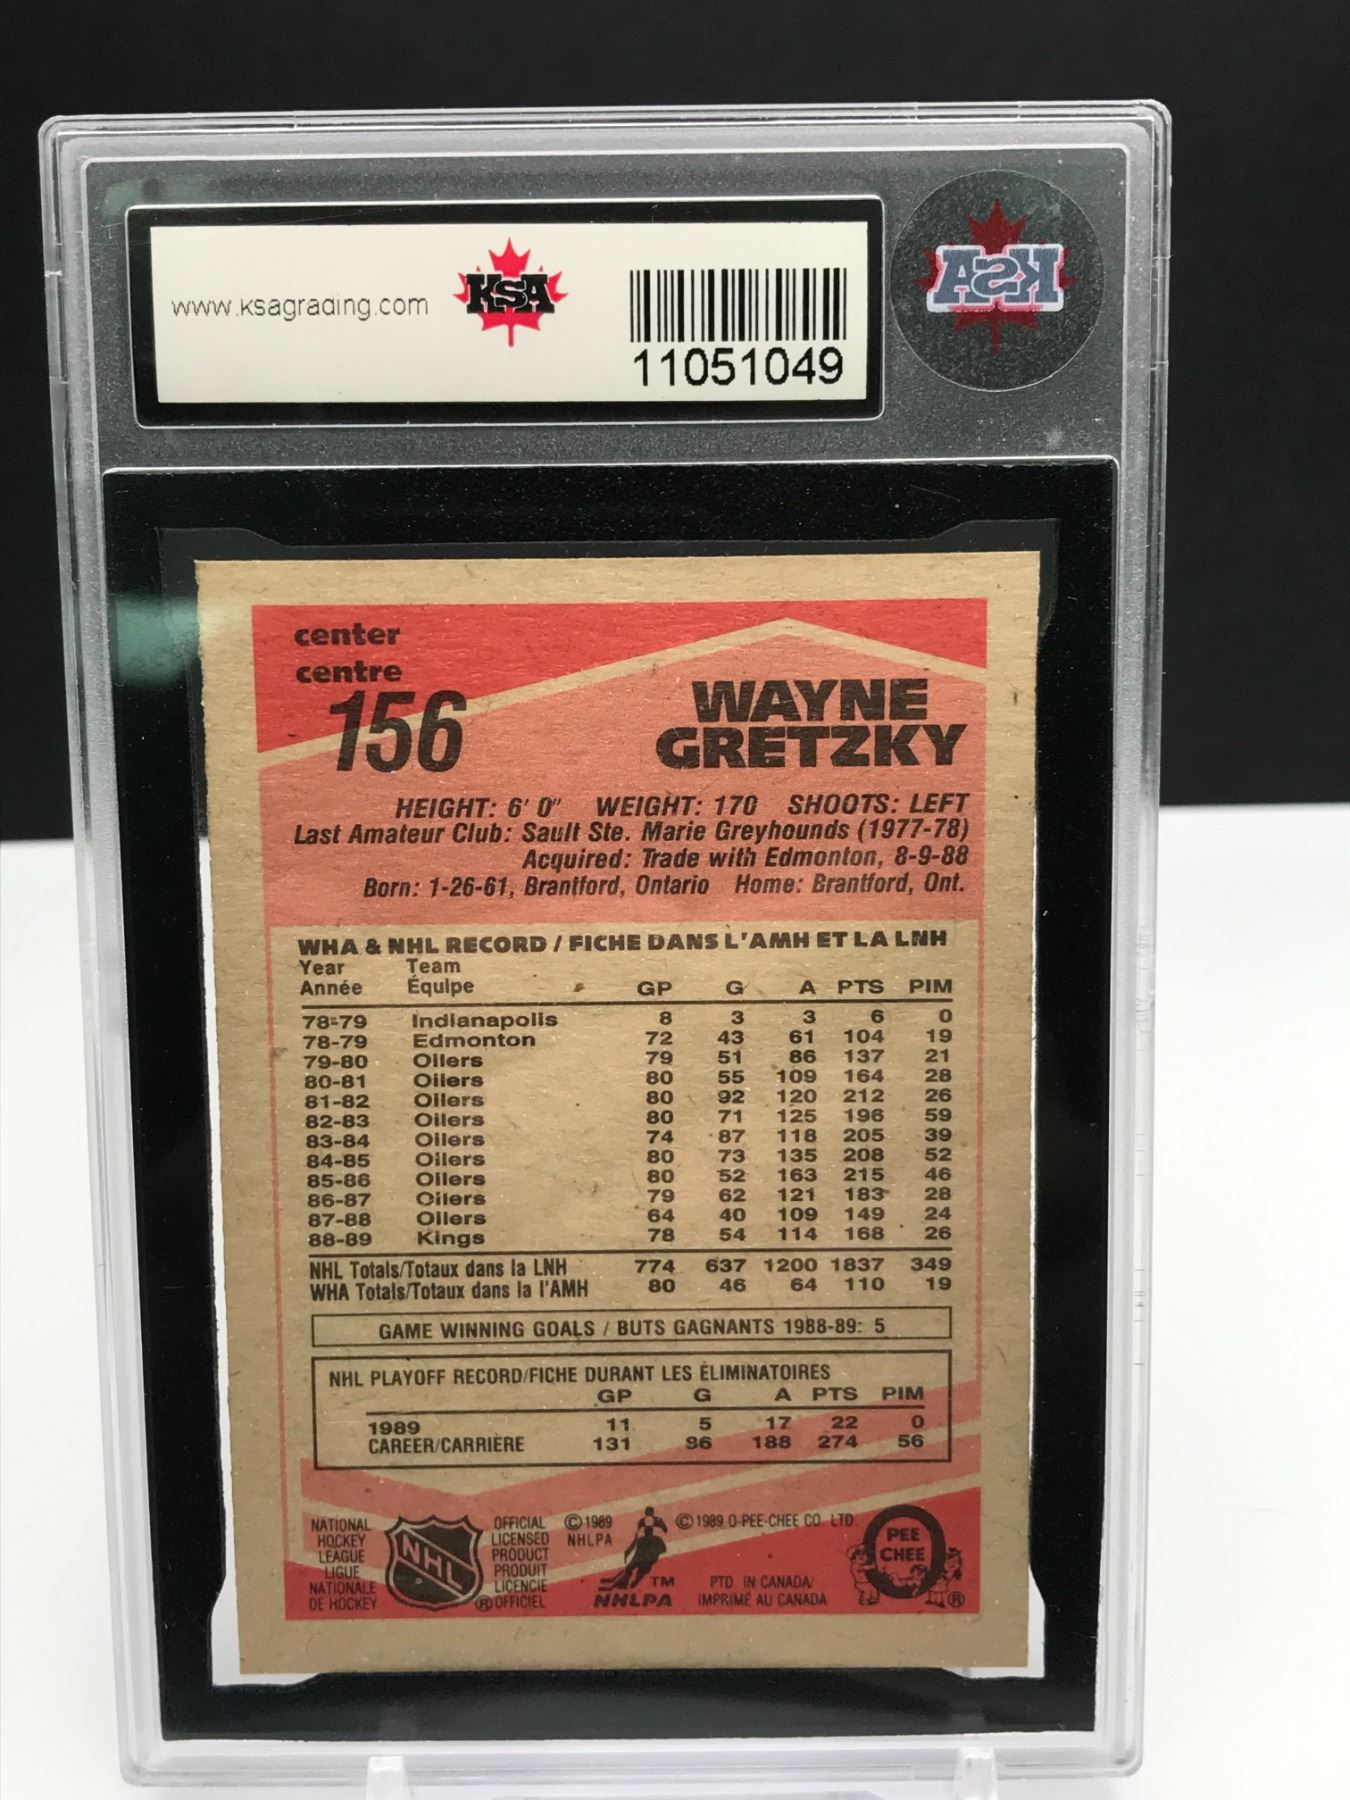 www.ksagrading.com
KSA
11051049
KSA
center
centre
156
WAYNE
GRETZKY
HEIGHT: 6' 0" WEIGHT: 170 SHOOTS: LEFT
Last Amateur Club: Sault Ste. Marie Greyhounds (1977-78)
Acquired: Trade with Edmonton, 8-9-88
Born: 1-26-61, Brantford, Ontario Home: Brantford, Ont.
WHA & NHL RECORD / FICHE DANS L'AMH ET LA LNH
Year Team
Année Équipe GP G A PTS PIM
78-79 Indianapolis 8 3 3 6 0
78-79 Edmonton 72 43 61 104 19
79-80 Oilers 79 51 86 137 21
80-81 Oilers 80 55 109 164 28
81-82 Oilers 80 92 120 212 26
82-83 Oilers 80 71 125 196 59
83-84 Oilers 74 87 118 205 39
84-85 Oilers 80 73 135 208 52
85-86 Oilers 80 52 163 215 46
86-87 Oilers 79 62 121 183 28
87-88 Oilers 64 40 109 149 24
88-89 Kings 78 54 114 168 26
NHL Totals/Totaux dans la LNH 774 637 1200 1837 349
WHA Totals/Totaux dans la l'AMH 80 46 64 110 19
GAME WINNING GOALS / BUTS GAGNANTS 1988-89: 5
NHL PLAYOFF RECORD/FICHE DURANT LES ÉLIMINATOIRES
GP G A PTS PIM
1989 11 5 17 22 0
CAREER/CARRIÈRE 131 86 188 274 56
NATIONAL
HOCKEY
LEAGUE
LIGUE
NATIONALE
DE HOCKEY
NHL
®
OFFICIAL
LICENSED
PRODUCT
PRODUIT
LICENCIE
OFFICIEL
© 1989
NHLPA
TM
NHLPA
© 1989 O-PEE-CHEE CO. LTD.
PTD. IN CANADA/
IMPRIMÉ AU CANADA
O
PEE
CHEE
®